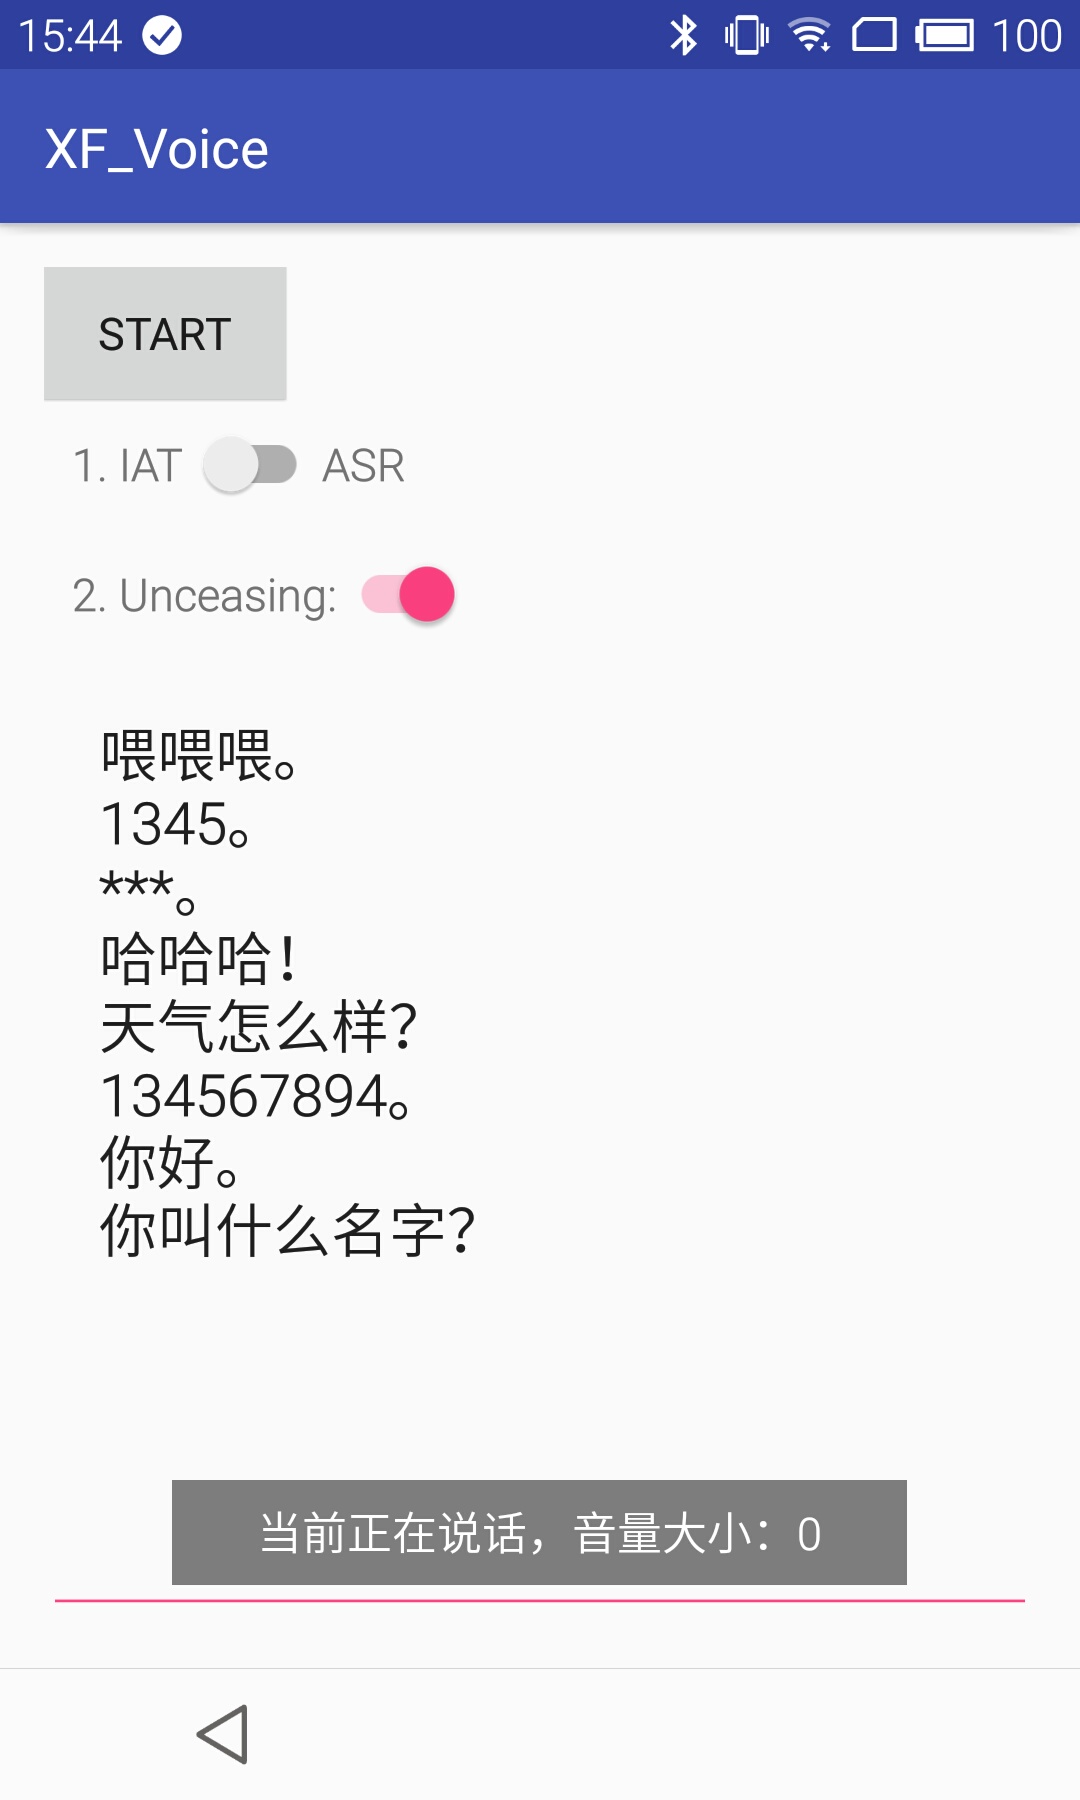 15:44 100
XF_Voice
START
1. IAT ASR
2. Unceasing:
喂喂喂。
1345。
***。
哈哈哈！
天气怎么样？
134567894。
你好。
你叫什么名字？
当前正在说话，音量大小：0